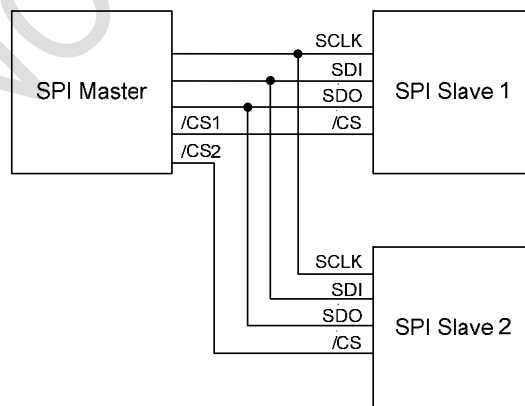 SPI Master
/CS1
/CS2
SCLK
SDI
SDO
/CS
SPI Slave 1
SCLK
SDI
SDO
/CS
SPI Slave 2